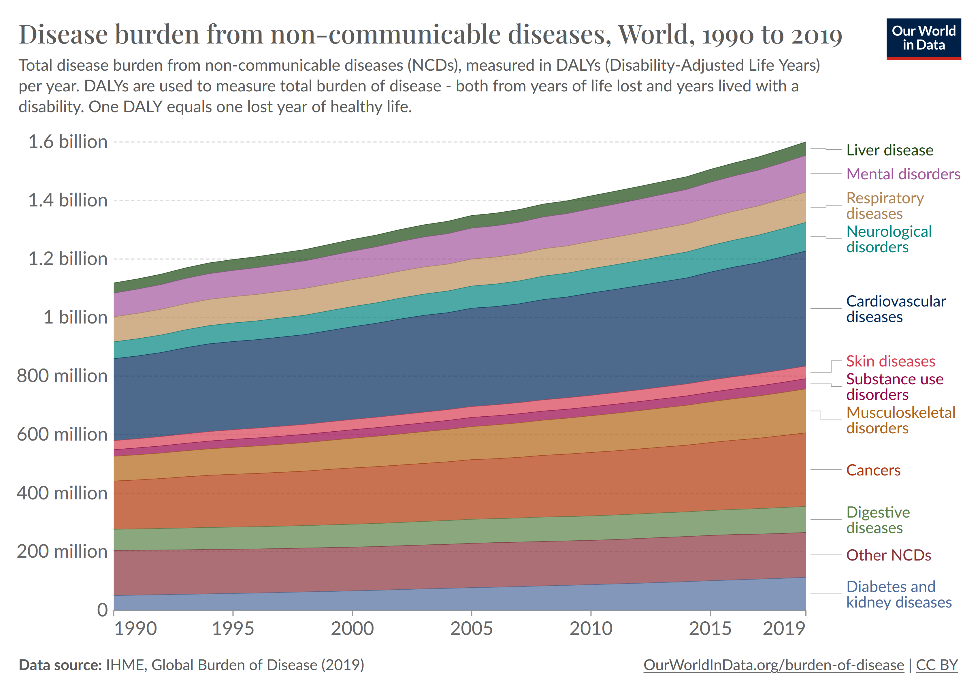 Disease burden from non-communicable diseases, World, 1990 to 2019
Our World
in Data
Total disease burden from non-communicable diseases (NCDs), measured in DALYs (Disability-Adjusted Life Years)
per year. DALYs are used to measure total burden of disease - both from years of life lost and years lived with a
disability. One DALY equals one lost year of healthy life.
1.6 billion
1.4 billion
1.2 billion
1 billion
800 million
600 million
400 million
200 million
0
Liver disease
Mental disorders
Respiratory
diseases
Neurological
disorders
Cardiovascular
diseases
Skin diseases
Substance use
disorders
Musculoskeletal
disorders
Cancers
Digestive
diseases
Other NCDs
Diabetes and
kidney diseases
1990 1995 2000 2005 2010 2015 2019
Data source: IHME, Global Burden of Disease (2019)
OurWorldInData.org/burden-of-disease | CC BY